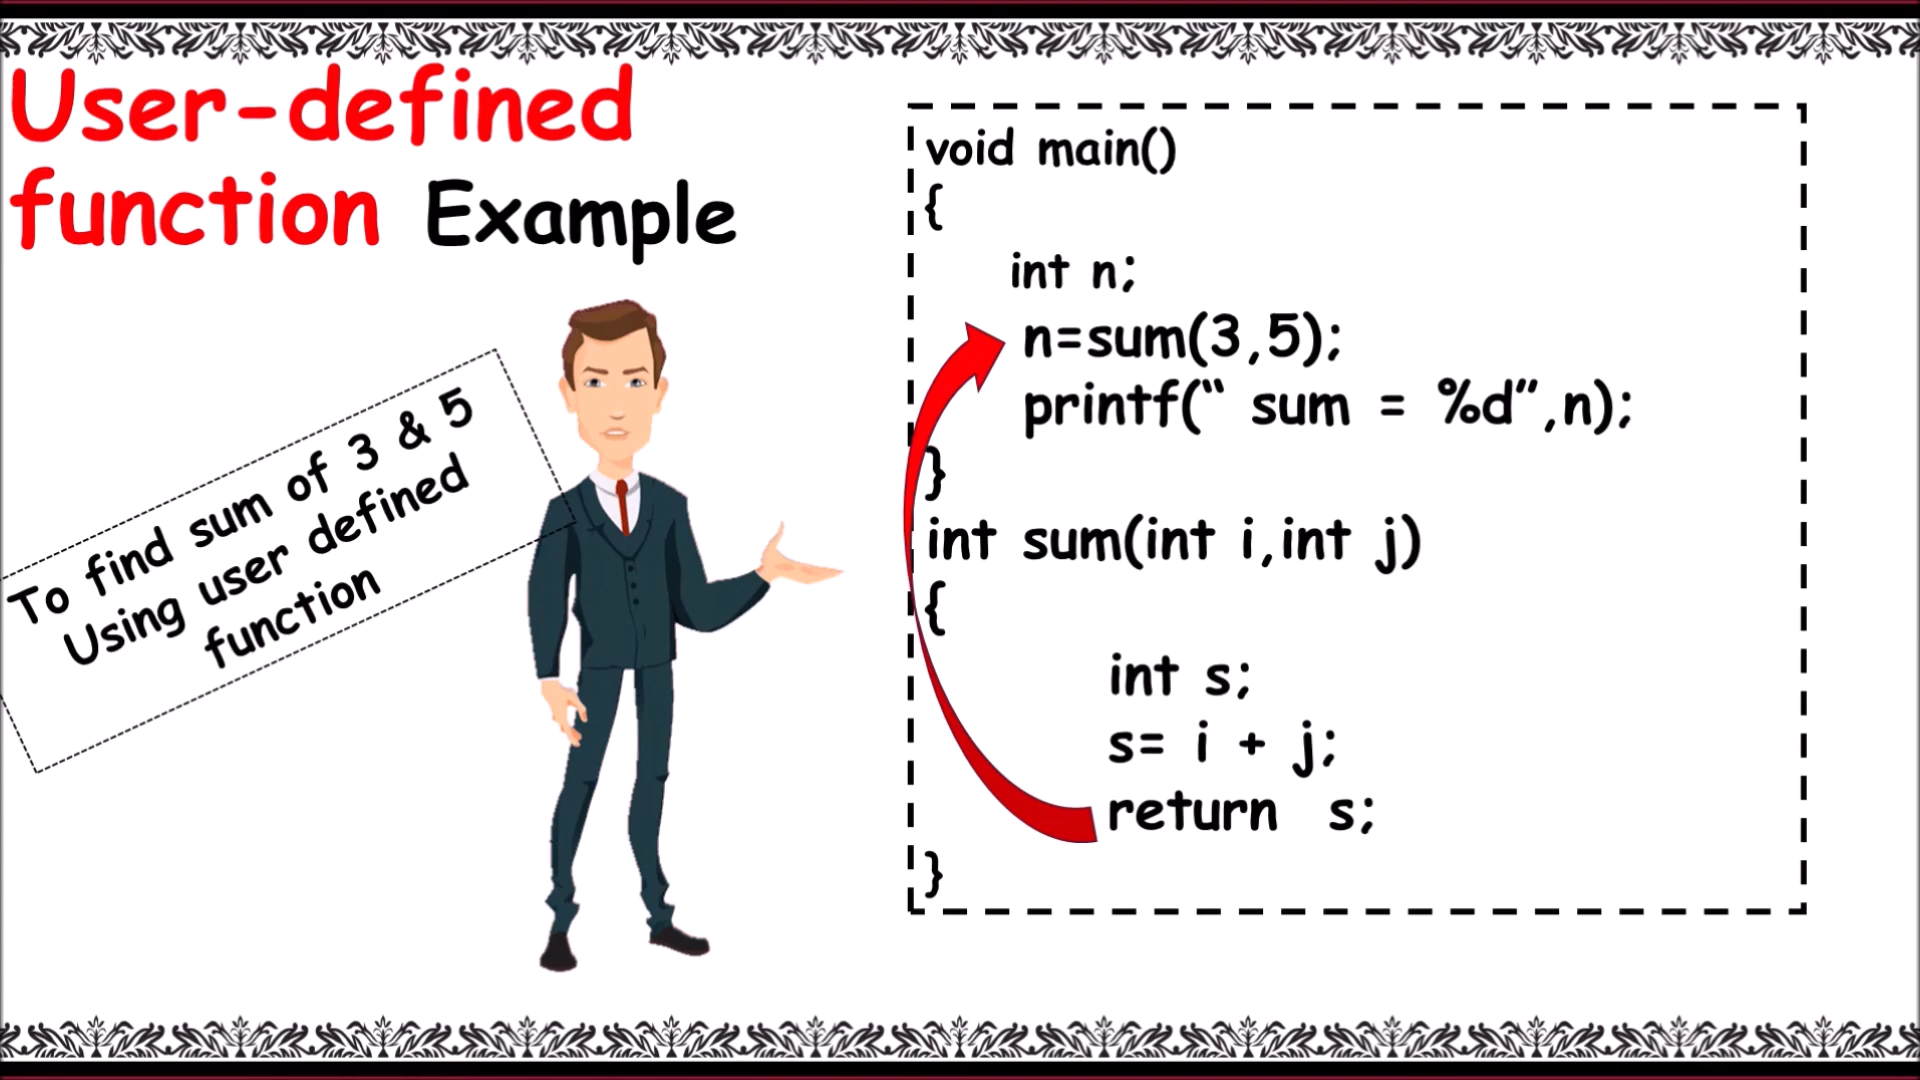 User-defined
function Example
To find sum of 3 & 5
Using user defined
function
void main()
{
int n;
n=sum(3,5);
printf(“ sum = %d”,n);
}
int sum(int i,int j)
{
int s;
s= i + j;
return s;
}